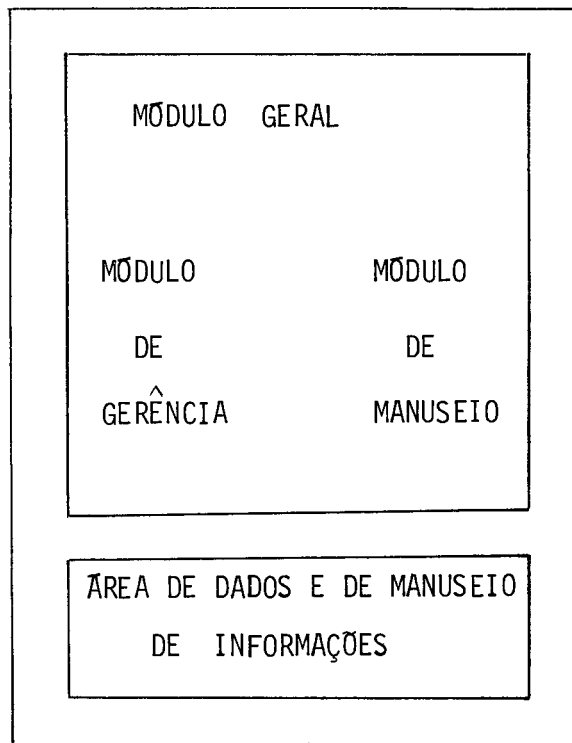 MÓDULO GERAL
MÓDULO
DE
GERÊNCIA
MÓDULO
DE
MANUSEIO
ÁREA DE DADOS E DE MANUSEIO
DE INFORMAÇÕES